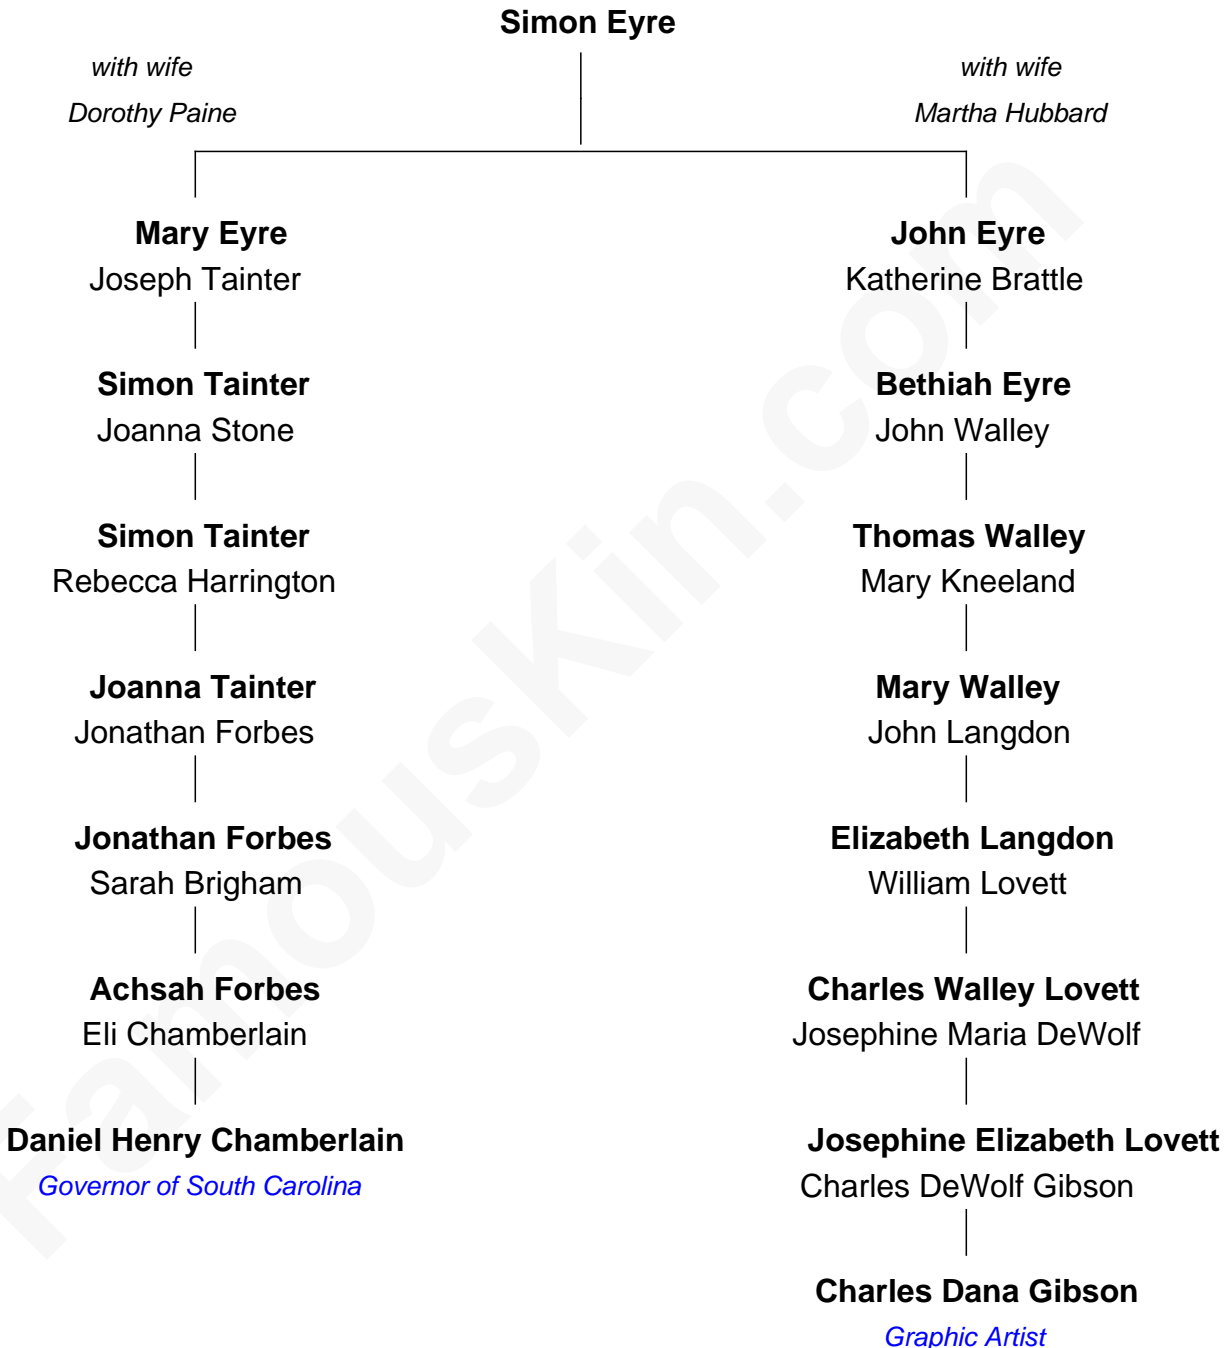 Simon Eyre
with wife
Dorothy Paine
with wife
Martha Hubbard
Mary Eyre
Joseph Tainter
John Eyre
Katherine Brattle
Simon Tainter
Joanna Stone
Bethiah Eyre
John Walley
Simon Tainter
Rebecca Harrington
Thomas Walley
Mary Kneeland
Joanna Tainter
Jonathan Forbes
Mary Walley
John Langdon
Jonathan Forbes
Sarah Brigham
Elizabeth Langdon
William Lovett
Achsah Forbes
Eli Chamberlain
Charles Walley Lovett
Josephine Maria DeWolf
Daniel Henry Chamberlain
Governor of South Carolina
Josephine Elizabeth Lovett
Charles DeWolf Gibson
Charles Dana Gibson
Graphic Artist
FamousKin.com